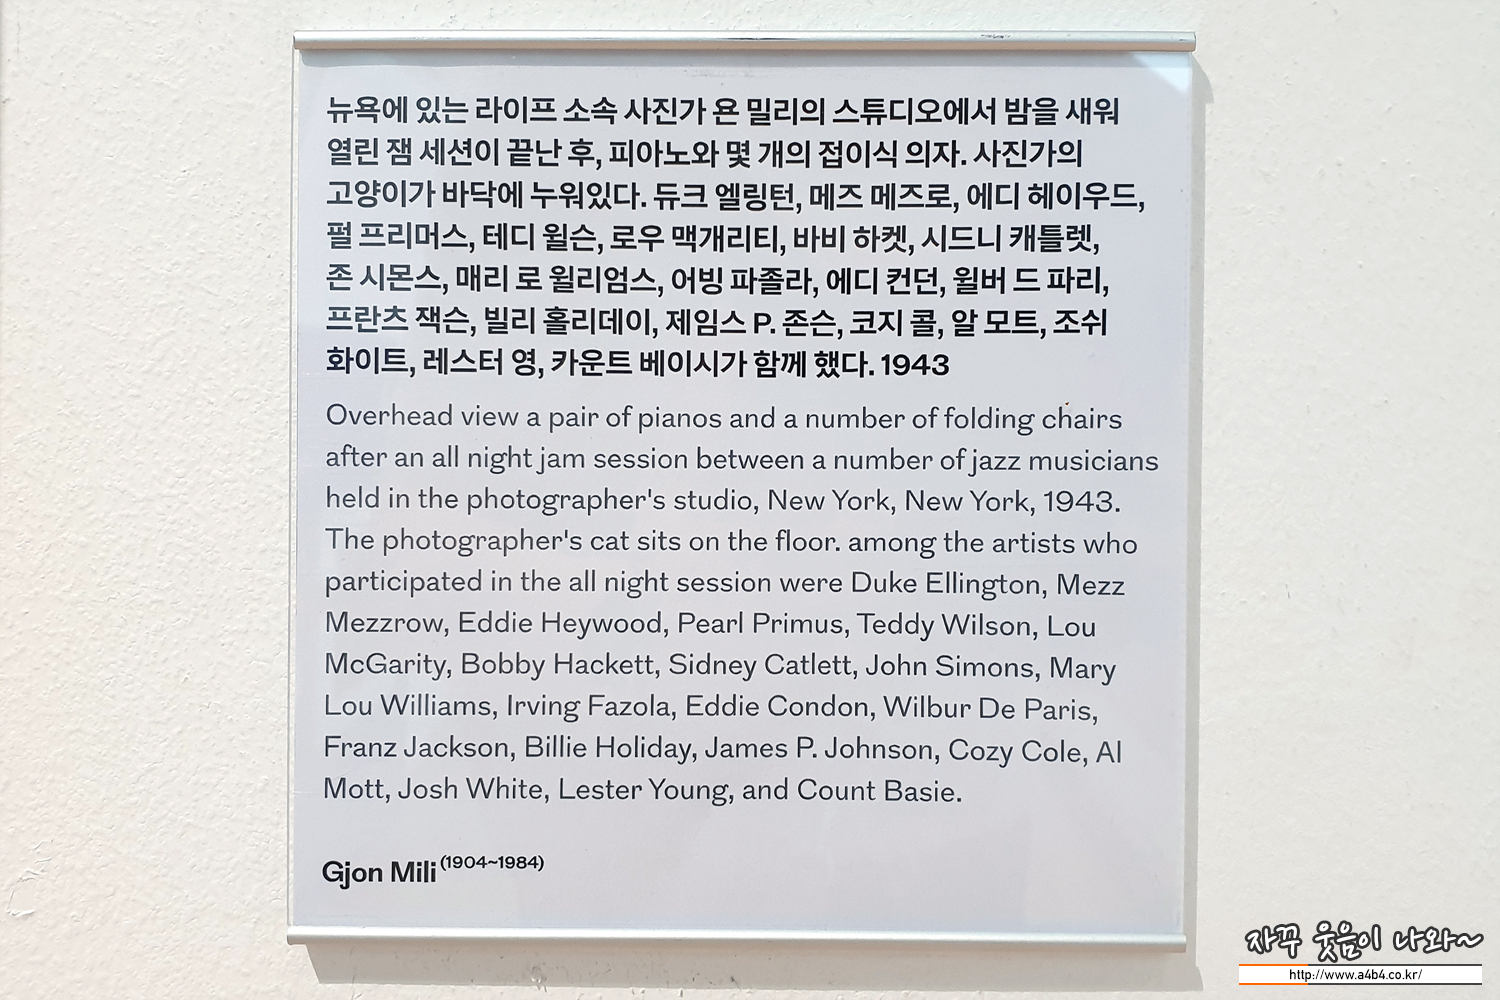 뉴욕에 있는 라이프 소속 사진가 욘 밀리의 스튜디오에서 밤을 새워
열린 잼 세션이 끝난 후, 피아노와 몇 개의 접이식 의자. 사진가의
고양이가 바닥에 누워있다. 듀크 엘링턴, 메즈 메즈로, 에디 헤이우드,
펄 프리머스, 테디 윌슨, 로우 맥개리티, 바비 하켓, 시드니 캐틀렛,
존 시몬스, 매리 로 윌리엄스, 어빙 파졸라, 에디 컨던, 윌버 드 파리,
프란츠 잭슨, 빌리 홀리데이, 제임스 P. 존슨, 코지 콜, 알 모트, 조쉬
화이트, 레스터 영, 카운트 베이시가 함께 했다. 1943
Overhead view a pair of pianos and a number of folding chairs
after an all night jam session between a number of jazz musicians
held in the photographer's studio, New York, New York, 1943.
The photographer's cat sits on the floor. among the artists who
participated in the all night session were Duke Ellington, Mezz
Mezzrow, Eddie Heywood, Pearl Primus, Teddy Wilson, Lou
McGarity, Bobby Hackett, Sidney Catlett, John Simons, Mary
Lou Williams, Irving Fazola, Eddie Condon, Wilbur De Paris,
Franz Jackson, Billie Holiday, James P. Johnson, Cozy Cole, Al
Mott, Josh White, Lester Young, and Count Basie.
Gjon Mili (1904~1984)
자꾸 웃음이 나와~
http://www.a4b4.co.kr/